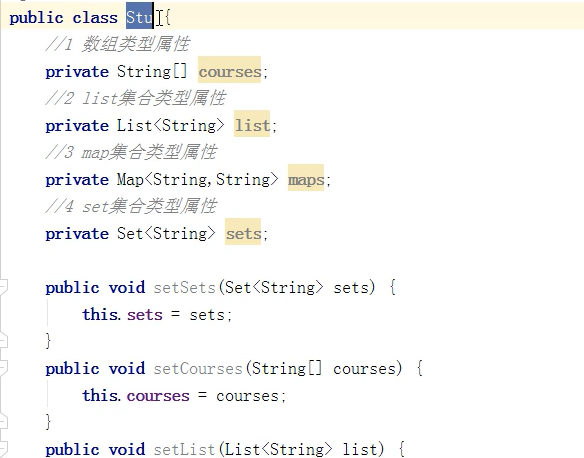 public class Stu {
//1 数组类型属性
private String[] courses;
//2 list集合类型属性
private List<String> list;
//3 map集合类型属性
private Map<String,String> maps;
//4 set集合类型属性
private Set<String> sets;
public void setSets(Set<String> sets) {
this.sets = sets;
}
public void setCourses(String[] courses) {
this.courses = courses;
}
public void setList(List<String> list) {